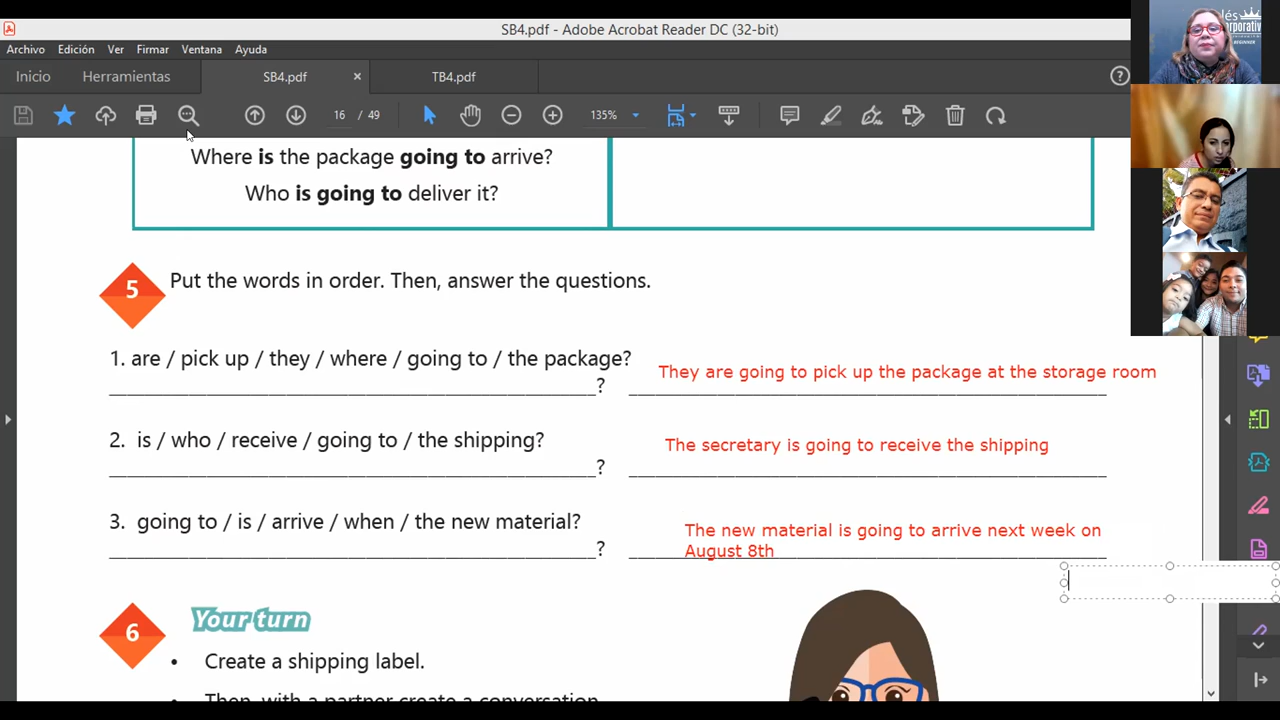 SB4.pdf - Adobe Acrobat Reader DC (32-bit)
Archivo Edición Ver Firmar Ventana Ayuda
Inicio Herramientas SB4.pdf × TB4.pdf
16 / 49 135%
Where is the package going to arrive?
Who is going to deliver it?
5 Put the words in order. Then, answer the questions.
1. are / pick up / they / where / going to / the package?
They are going to pick up the package at the storage room
?
2. is / who / receive / going to / the shipping?
The secretary is going to receive the shipping
?
3. going to / is / arrive / when / the new material?
The new material is going to arrive next week on
August 8th
?
6 Your turn
• Create a shipping label.
• Then, with a partner create a conversation